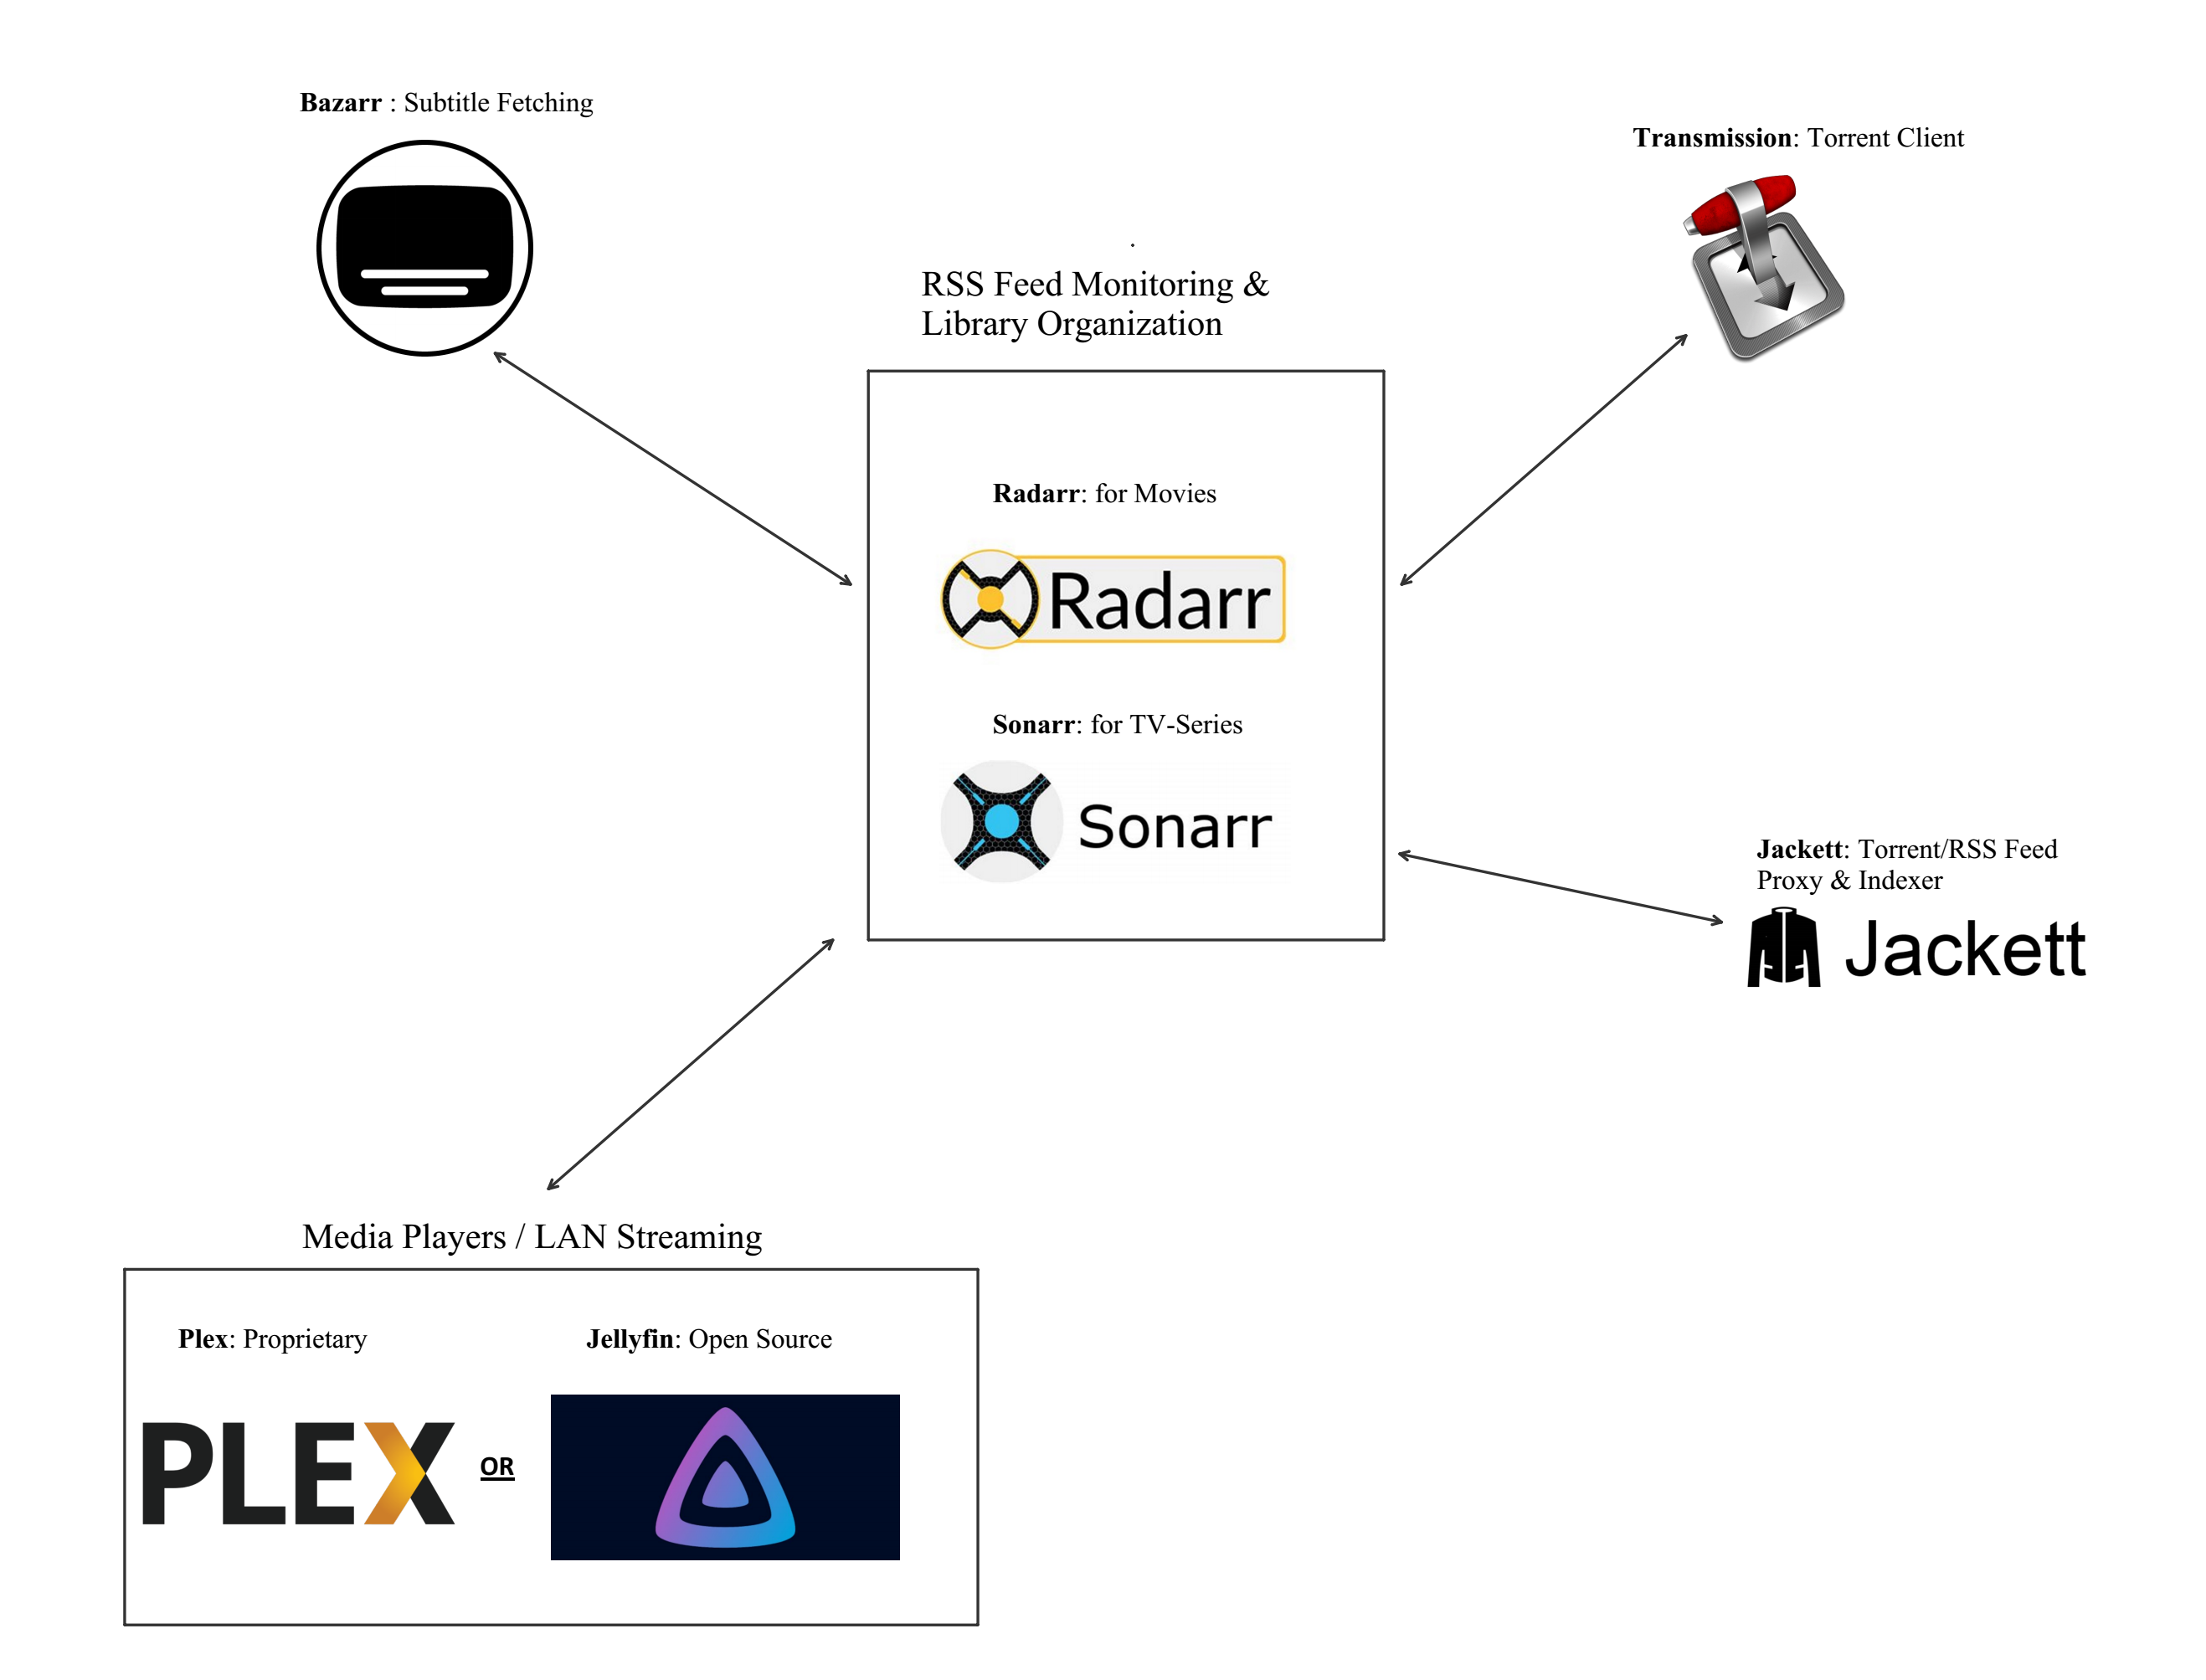 Bazarr : Subtitle Fetching
Transmission: Torrent Client
.
RSS Feed Monitoring &
Library Organization
Radarr: for Movies
Radarr
Sonarr: for TV-Series
Sonarr
Jackett: Torrent/RSS Feed
Proxy & Indexer
Jackett
Media Players / LAN Streaming
Plex: Proprietary
Jellyfin: Open Source
PLEX
OR